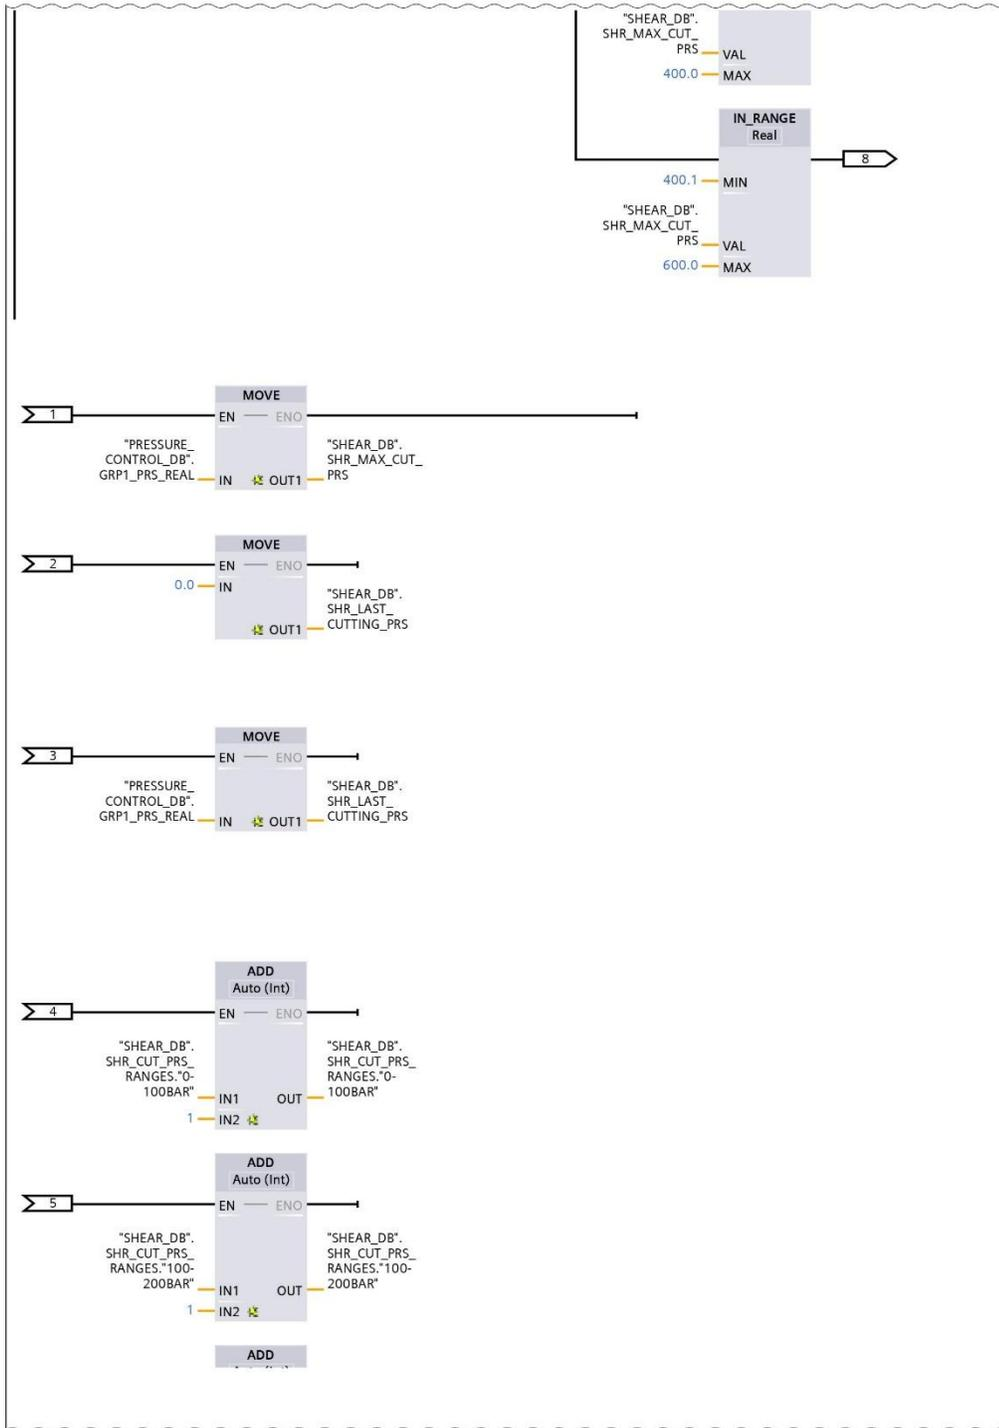 "SHEAR_DB".
SHR_MAX_CUT_
PRS
VAL
400.0
MAX
IN_RANGE
Real
8
400.1
MIN
"SHEAR_DB".
SHR_MAX_CUT_
PRS
VAL
600.0
MAX
MOVE
1
EN
ENO
"PRESSURE_
CONTROL_DB".
GRP1_PRS_REAL
IN
OUT1
"SHEAR_DB".
SHR_MAX_CUT_
PRS
MOVE
2
EN
ENO
0.0
IN
OUT1
"SHEAR_DB".
SHR_LAST_
CUTTING_PRS
MOVE
3
EN
ENO
"PRESSURE_
CONTROL_DB".
GRP1_PRS_REAL
IN
OUT1
"SHEAR_DB".
SHR_LAST_
CUTTING_PRS
ADD
Auto (Int)
4
EN
ENO
"SHEAR_DB".
SHR_CUT_PRS_
RANGES."0-
100BAR"
IN1
1
IN2
OUT
"SHEAR_DB".
SHR_CUT_PRS_
RANGES."0-
100BAR"
ADD
Auto (Int)
5
EN
ENO
"SHEAR_DB".
SHR_CUT_PRS_
RANGES."100-
200BAR"
IN1
1
IN2
OUT
"SHEAR_DB".
SHR_CUT_PRS_
RANGES."100-
200BAR"
ADD